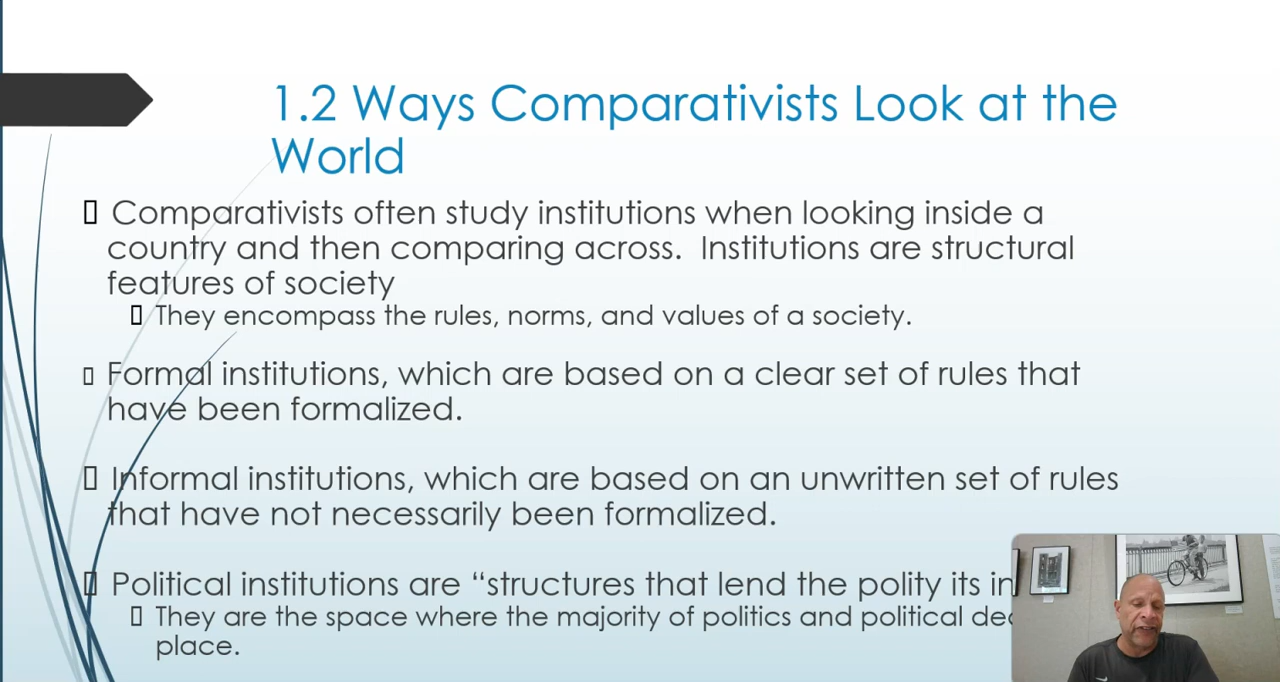 1.2 Ways Comparativists Look at the
World
Comparativists often study institutions when looking inside a
country and then comparing across. Institutions are structural
features of society
They encompass the rules, norms, and values of a society.
Formal institutions, which are based on a clear set of rules that
have been formalized.
Informal institutions, which are based on an unwritten set of rules
that have not necessarily been formalized.
Political institutions are “structures that lend the polity its
They are the space where the majority of politics and political
place.